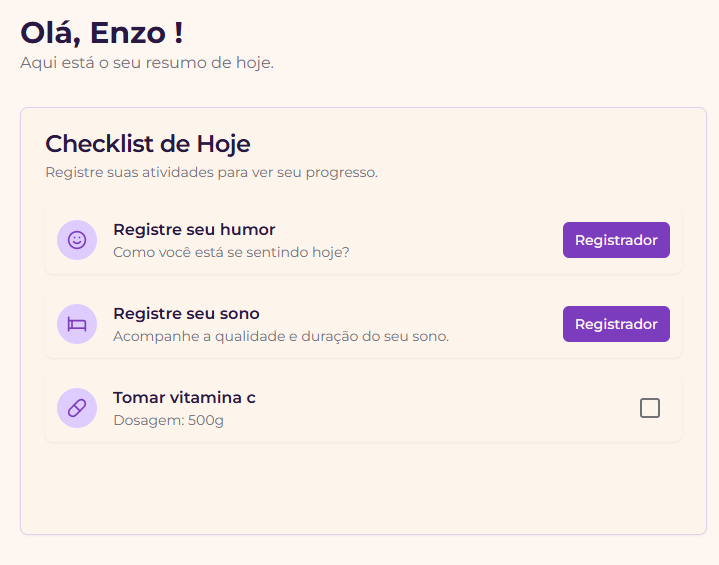 Olá, Enzo !
Aqui está o seu resumo de hoje.
Checklist de Hoje
Registre suas atividades para ver seu progresso.
Registre seu humor
Como você está se sentindo hoje?
Registrador
Registre seu sono
Acompanhe a qualidade e duração do seu sono.
Registrador
Tomar vitamina c
Dosagem: 500g